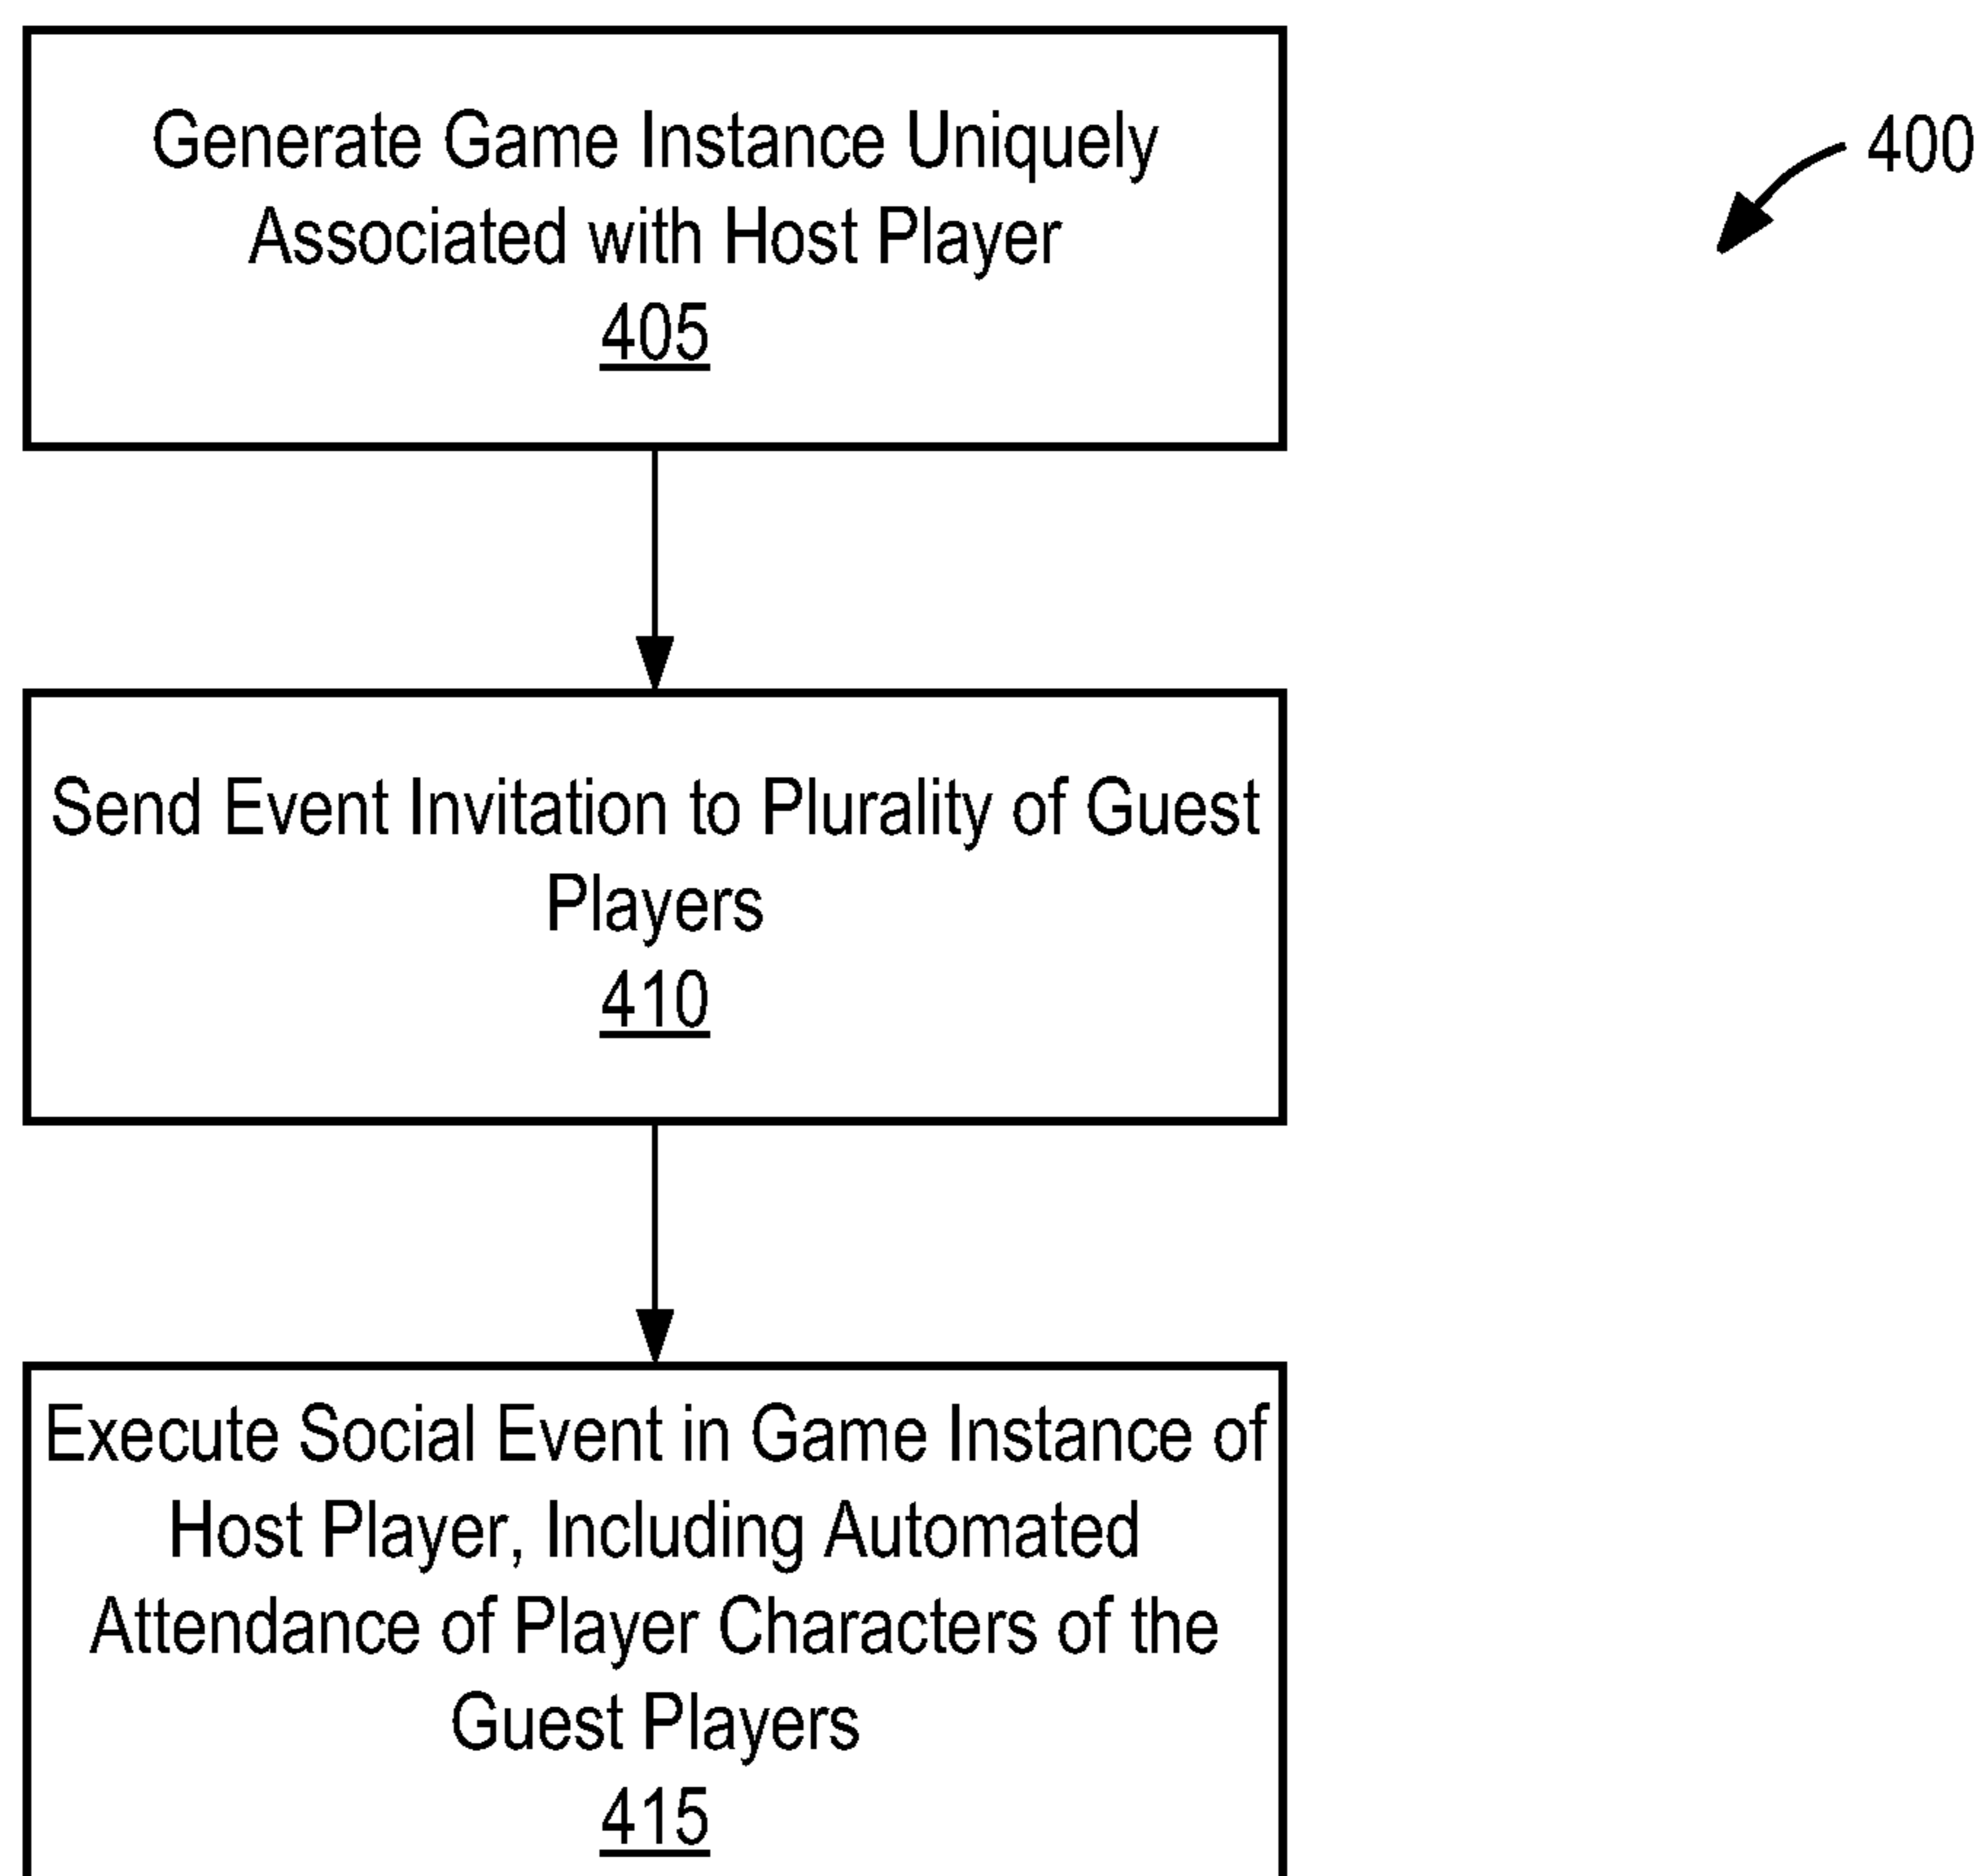 Generate Game Instance Uniquely
Associated with Host Player
405
400
Send Event Invitation to Plurality of Guest
Players
410
Execute Social Event in Game Instance of
Host Player, Including Automated
Attendance of Player Characters of the
Guest Players
415